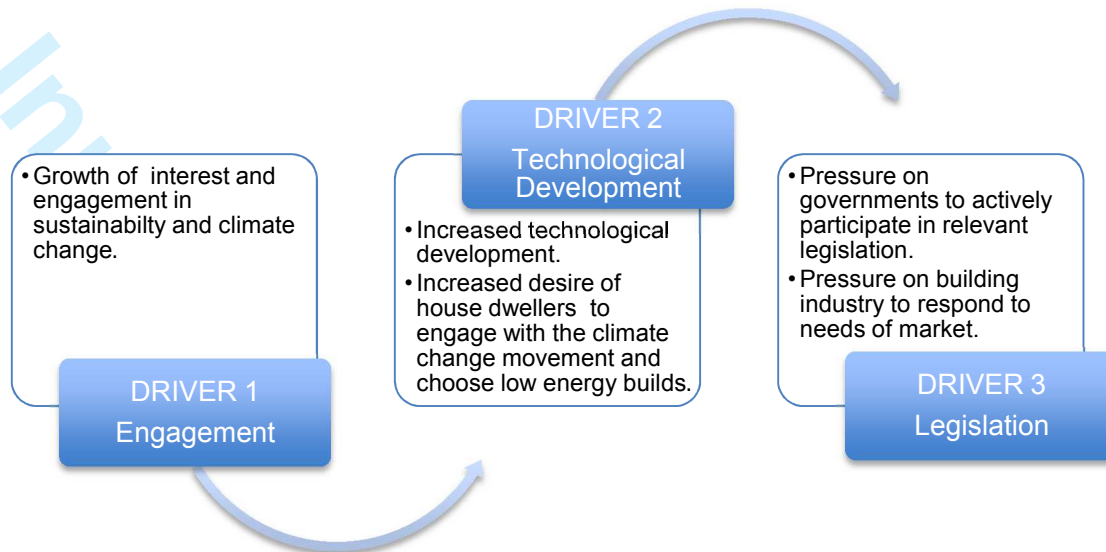 • Growth of interest and
engagement in
sustainabilty and climate
change.
DRIVER 1
Engagement
DRIVER 2
Technological
Development
• Increased technological
development.
• Increased desire of
house dwellers to
engage with the climate
change movement and
choose low energy builds.
• Pressure on
governments to actively
participate in relevant
legislation.
• Pressure on building
industry to respond to
needs of market.
DRIVER 3
Legislation